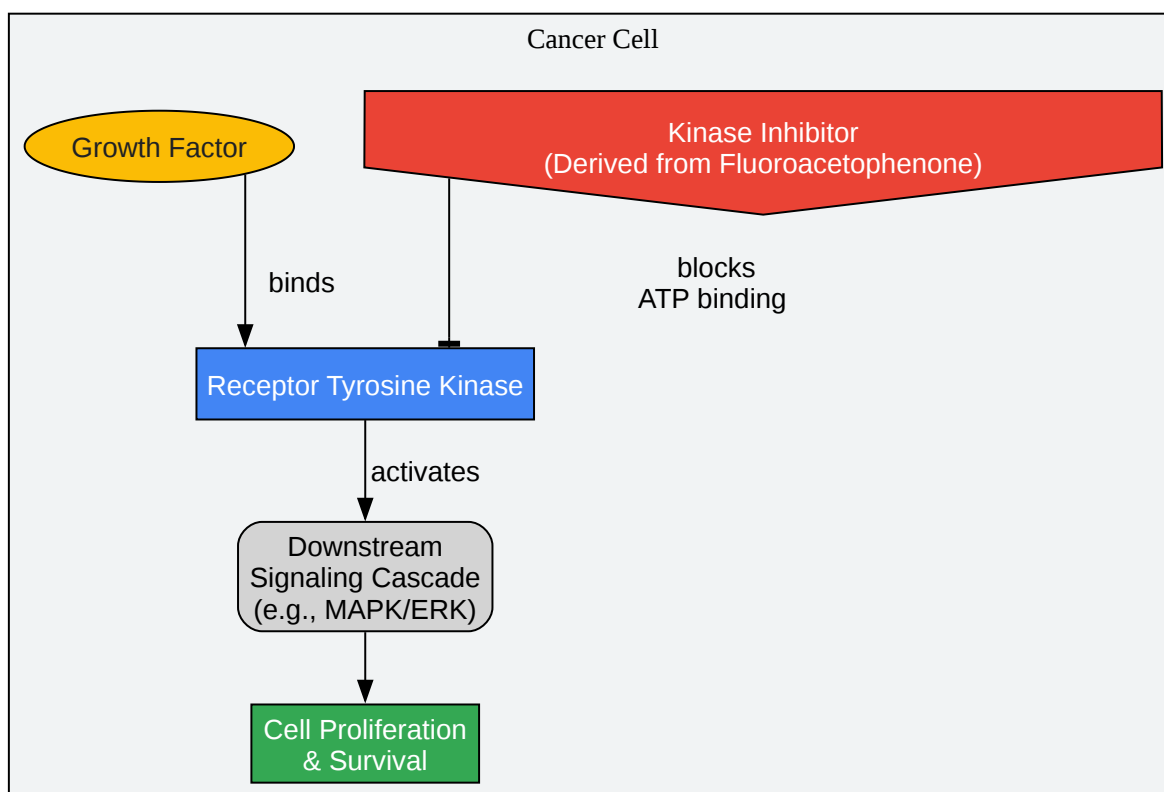 Cancer Cell
Growth Factor
Kinase Inhibitor
(Derived from Fluoroacetophenone)
binds
blocks
ATP binding
Receptor Tyrosine Kinase
activates
Downstream
Signaling Cascade
(e.g., MAPK/ERK)
Cell Proliferation
& Survival